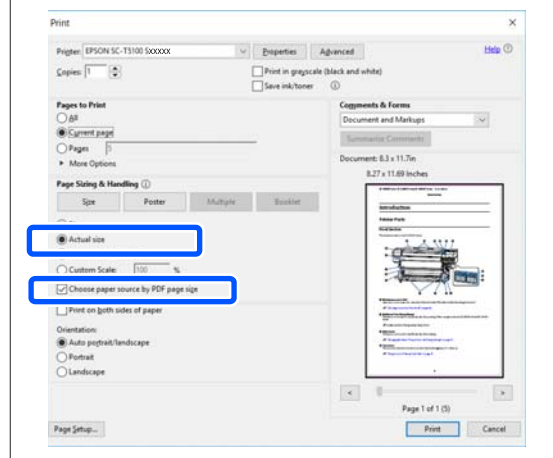 Print
Printer: EPSON SC-T5100 SXXXXX
Properties
Advanced
Help
Copies: 1
Print in grayscale (black and white)
Save ink/toner
Pages to Print
All
Current page
Pages 5
More Options
Page Sizing & Handling
Size
Poster
Multiple
Booklet
Actual size
Custom Scale: 100 %
Choose paper source by PDF page size
Print on both sides of paper
Orientation:
Auto portrait/landscape
Portrait
Landscape
Comments & Forms
Document and Markups
Summarize Comments
Document: 8.3 x 11.7in
8.27 x 11.69 Inches
Introduction
Printer Parts
<
>
Page 1 of 1 (5)
Page Setup...
Print
Cancel